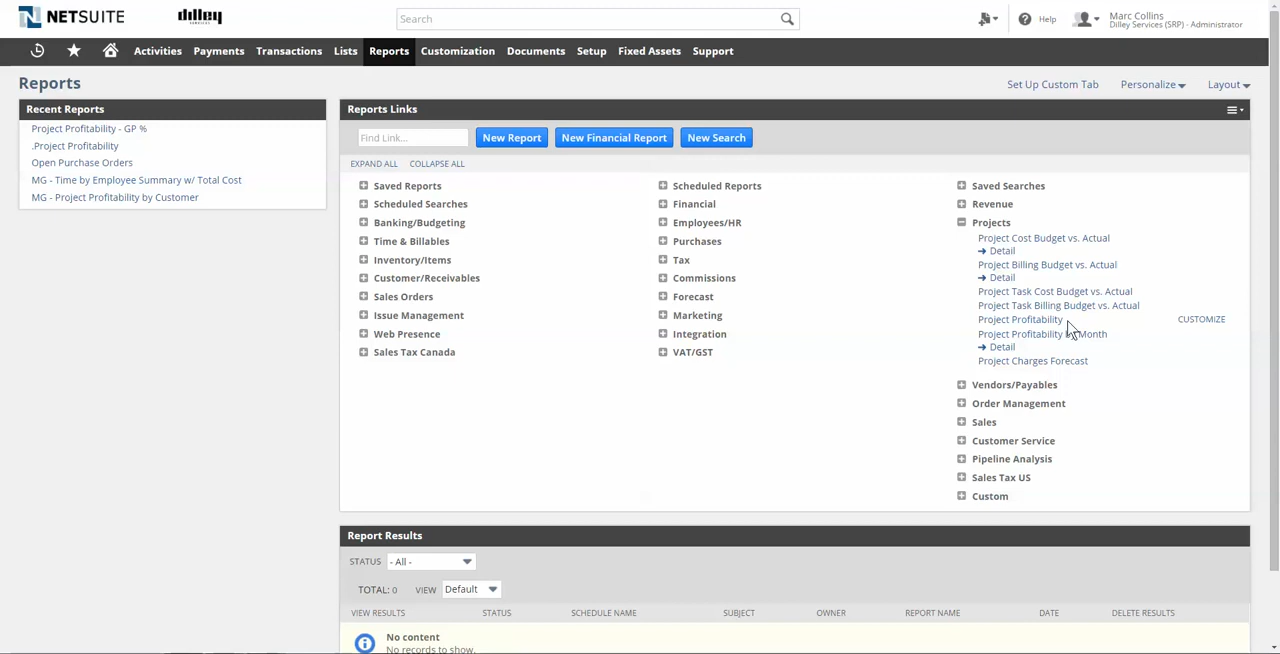 NETSUITE
dilley
SERVICES
Search
Help
Marc Collins
Dilley Services (SRP) - Administrator
Activities Payments Transactions Lists Reports Customization Documents Setup Fixed Assets Support
Reports
Set Up Custom Tab Personalize Layout
Recent Reports
Project Profitability - GP %
.Project Profitability
Open Purchase Orders
MG - Time by Employee Summary w/ Total Cost
MG - Project Profitability by Customer
Reports Links
Find Link...
New Report New Financial Report New Search
EXPAND ALL COLLAPSE ALL
Saved Reports
Scheduled Searches
Banking/Budgeting
Time & Billables
Inventory/Items
Customer/Receivables
Sales Orders
Issue Management
Web Presence
Sales Tax Canada
Scheduled Reports
Financial
Employees/HR
Purchases
Tax
Commissions
Forecast
Marketing
Integration
VAT/GST
Saved Searches
Revenue
Projects
Project Cost Budget vs. Actual
Detail
Project Billing Budget vs. Actual
Detail
Project Task Cost Budget vs. Actual
Project Task Billing Budget vs. Actual
Project Profitability CUSTOMIZE
Project Profitability Month
Detail
Project Charges Forecast
Vendors/Payables
Order Management
Sales
Customer Service
Pipeline Analysis
Sales Tax US
Custom
Report Results
STATUS - All -
TOTAL: 0 VIEW Default
VIEW RESULTS STATUS SCHEDULE NAME SUBJECT OWNER REPORT NAME DATE DELETE RESULTS
No content
No records to show.